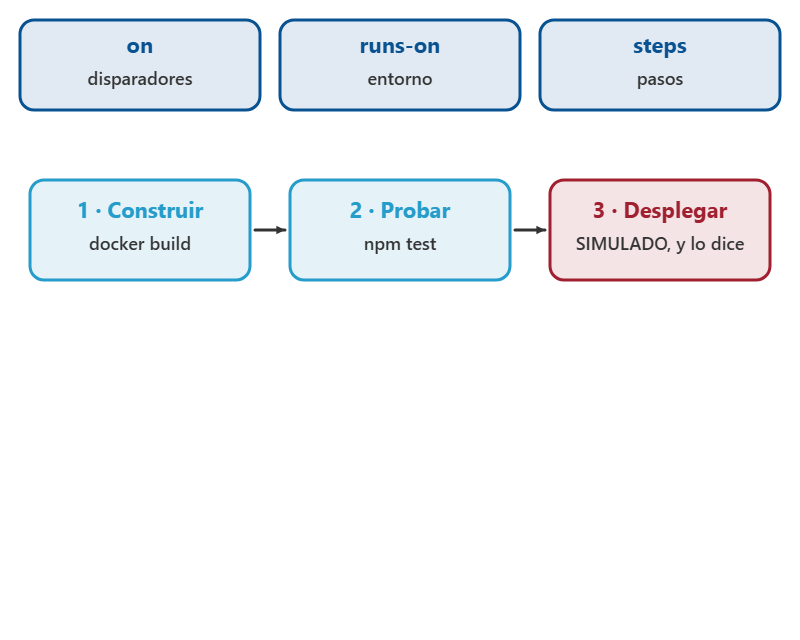 on
disparadores
runs-on
entorno
steps
pasos
1 · Construir
docker build
2 · Probar
npm test
3 · Desplegar
SIMULADO, y lo dice